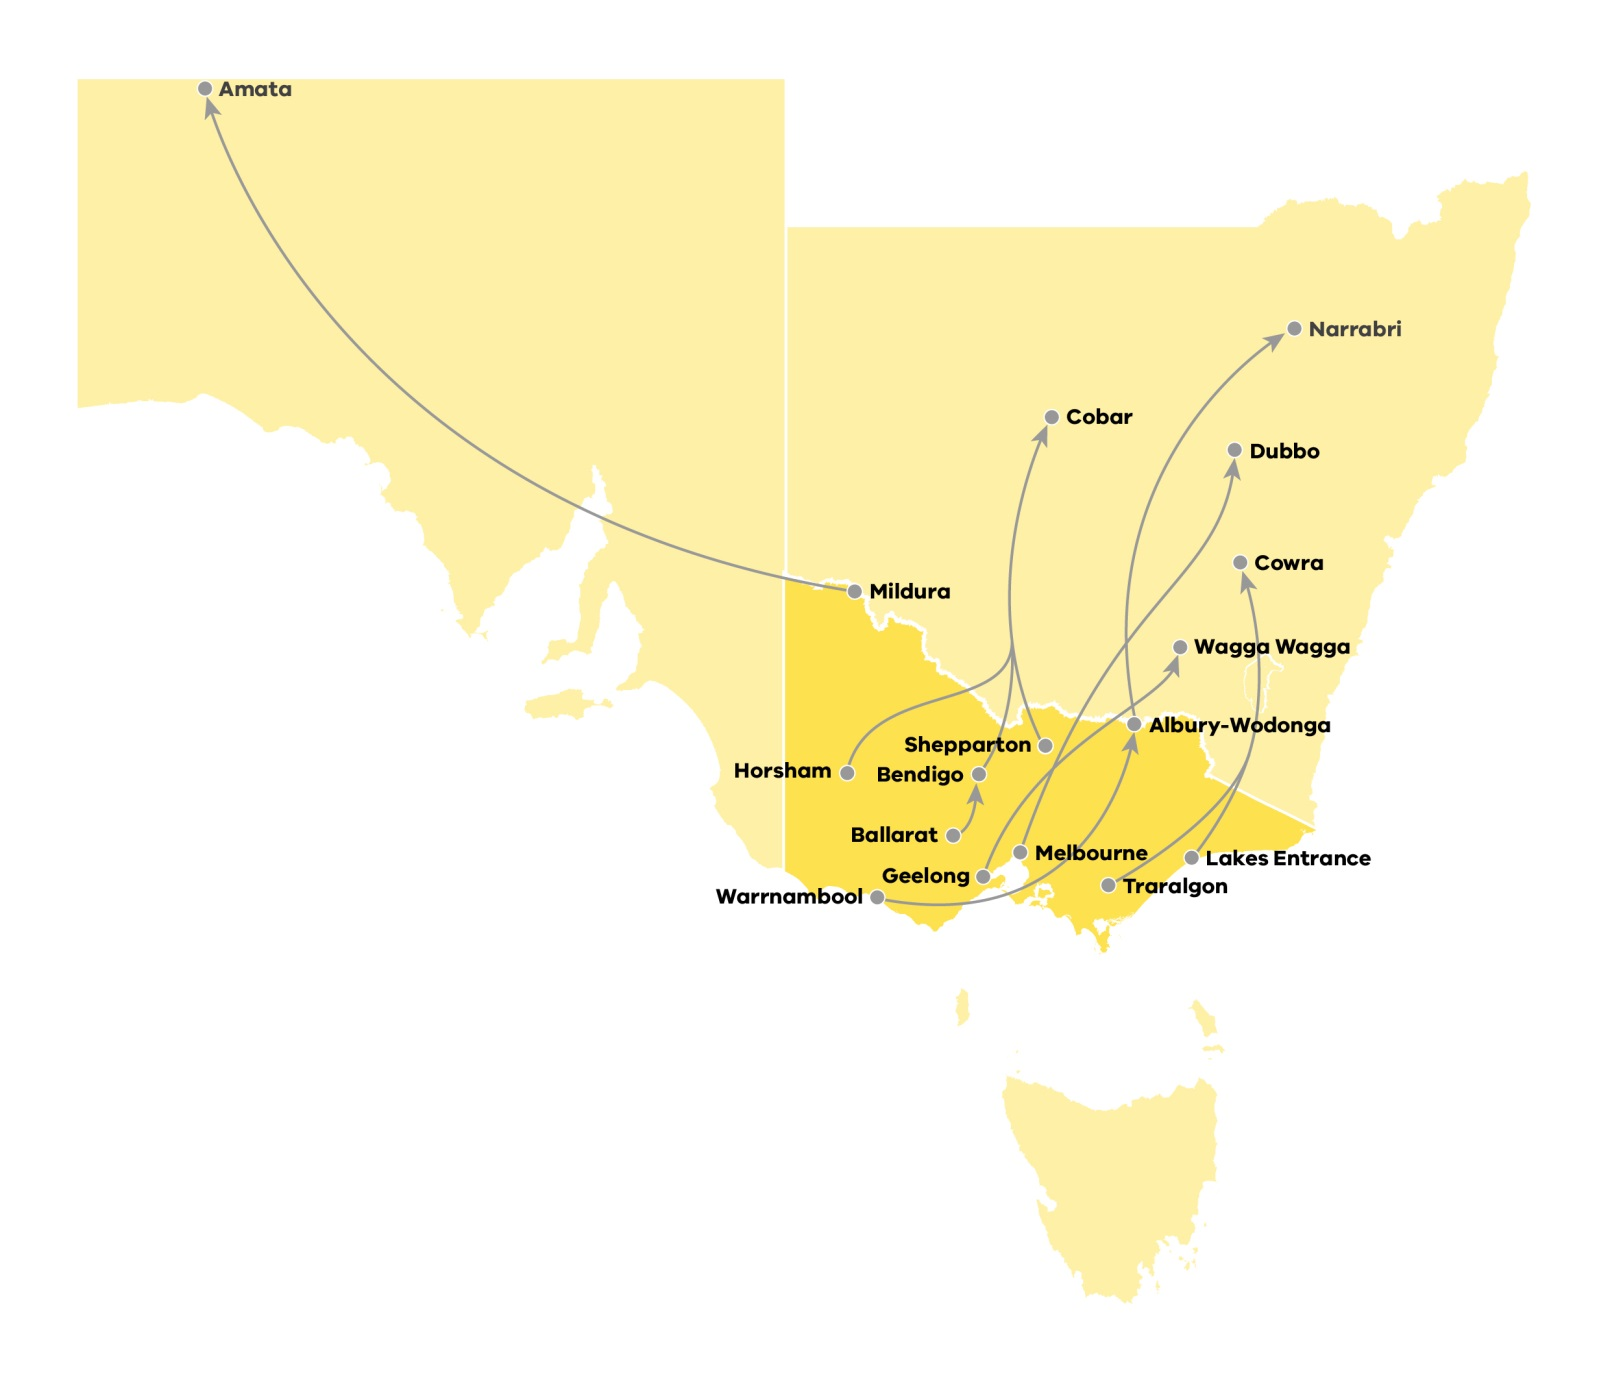 Amata
Narrabri
Cobar
Dubbo
Cowra
Mildura
Wagga Wagga
Albury-Wodonga
Shepparton
Horsham
Bendigo
Ballarat
Melbourne
Lakes Entrance
Geelong
Traralgon
Warrnambool